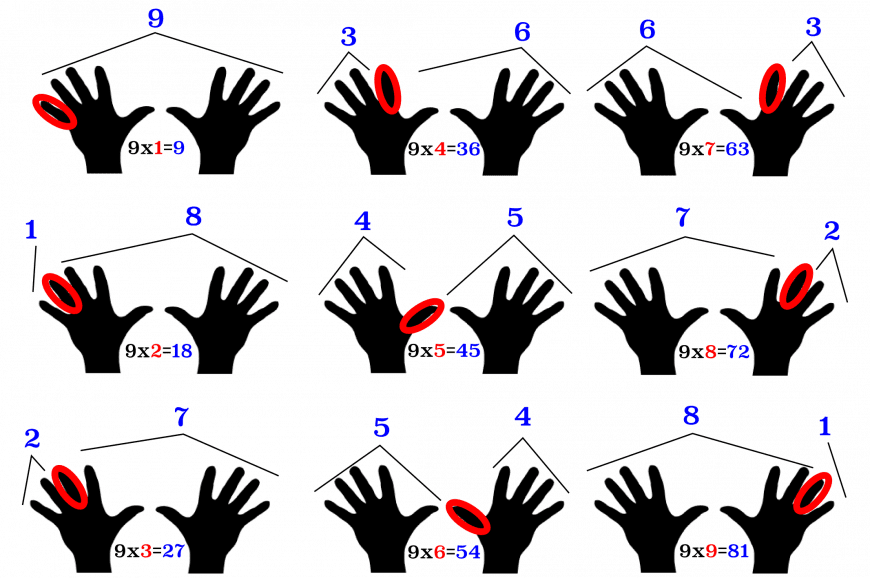 9
9x1=9
3 6
9x4=36
6 3
9x7=63
1 8
9x2=18
4 5
9x5=45
7 2
9x8=72
2 7
9x3=27
5 4
9x6=54
8 1
9x9=81